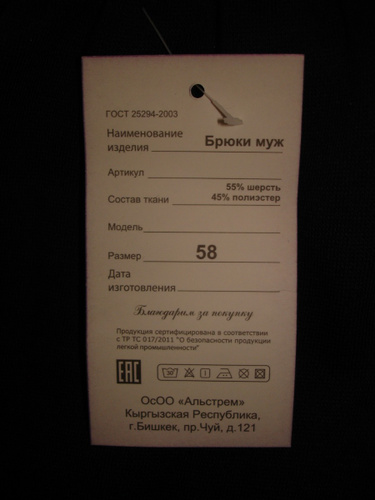 ГОСТ 25294-2003
Наименование
изделия Брюки муж
Артикул
55% шерсть
Состав ткани 45% полиэстер
Модель
Размер 58
Дата
изготовления
Благодарим за покупку
Продукция сертифицирована в соответствии
с ТР ТС 017/2011 "О безопасности продукции
легкой промышленности"
ЕАС
ОсОО «Альстрем»
Кыргызская Республика,
г.Бишкек, пр.Чуй, д.121